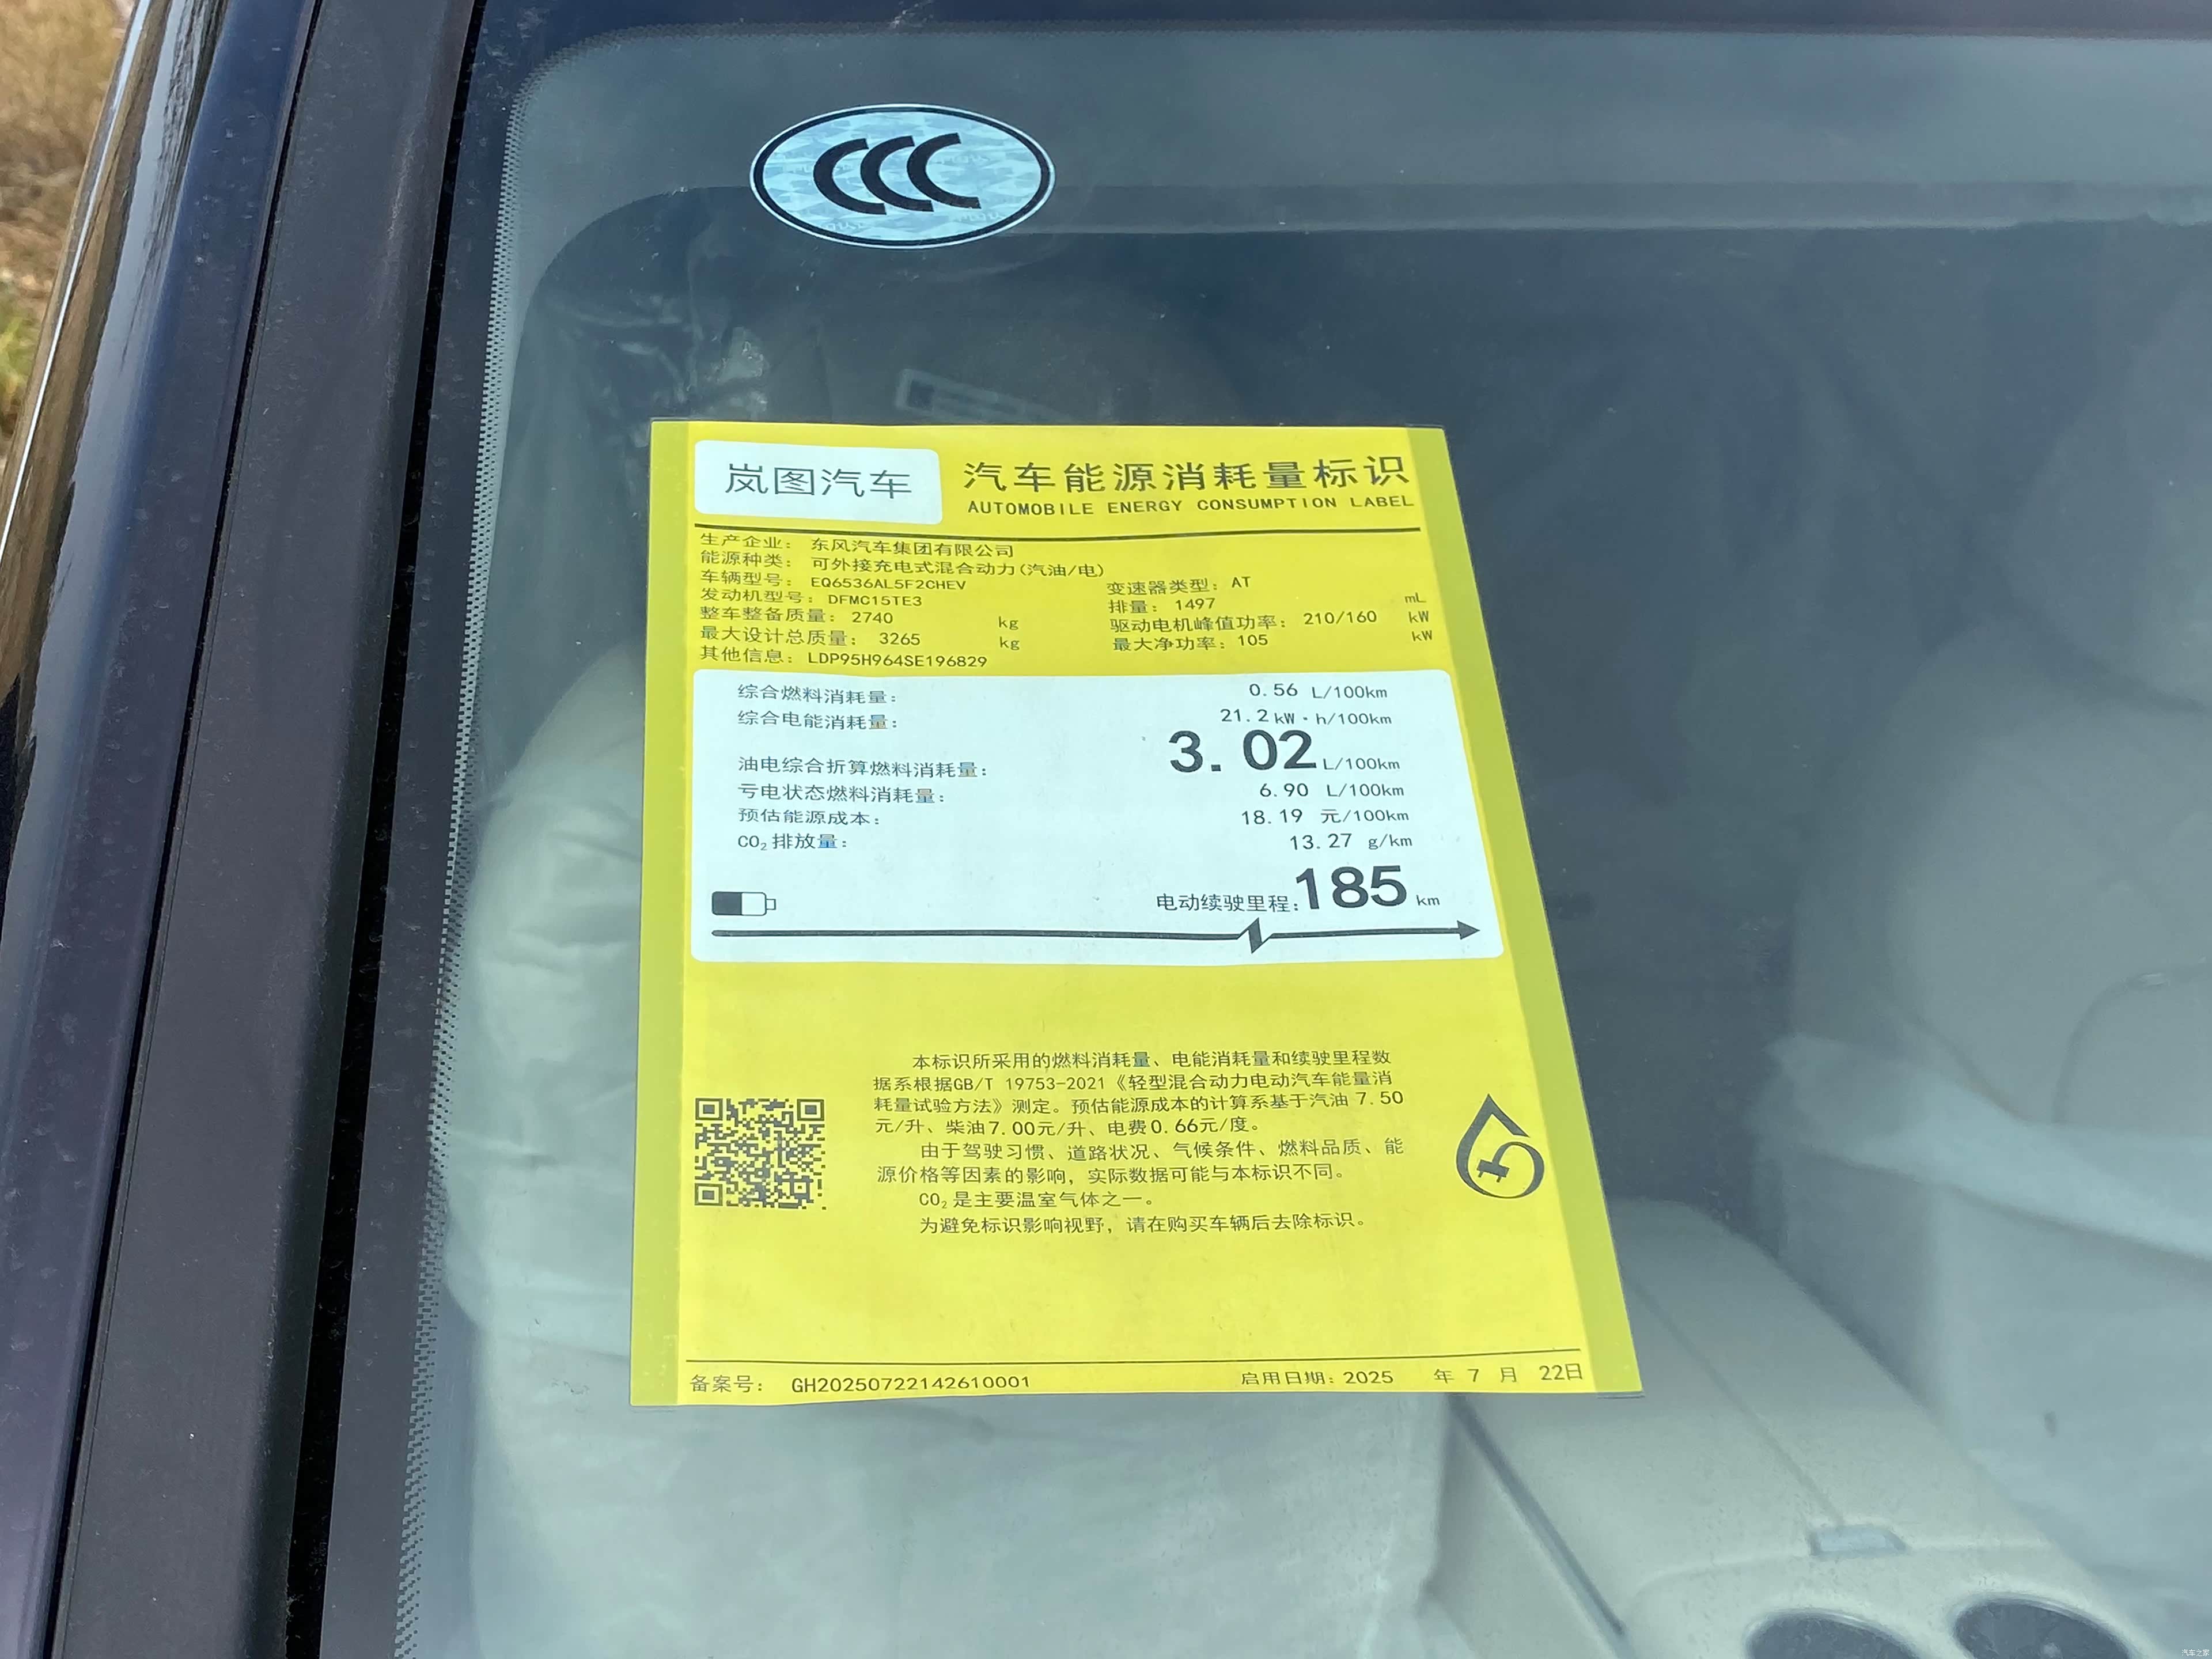 CCC
岚图汽车
汽车能源消耗量标识
AUTOMOBILE ENERGY CONSUMPTION LABEL
生产企业： 东风汽车集团有限公司
能源种类： 可外接充电式混合动力(汽油/电)
车辆型号： EQ6536AL5F2CHEV 变速器类型： AT
发动机型号：DFMC15TE3 排量： 1497 mL
整车整备质量： 2740 kg 驱动电机峰值功率： 210/160 kW
最大设计总质量： 3265 kg 最大净功率：105 kW
其他信息：LDP95H964SE196829
综合燃料消耗量： 0.56 L/100km
综合电能消耗量： 21.2 kW·h/100km
油电综合折算燃料消耗量： 3.02 L/100km
亏电状态燃料消耗量： 6.90 L/100km
预估能源成本： 18.19 元/100km
CO₂排放量： 13.27 g/km
电动续驶里程：185 km
本标识所采用的燃料消耗量、电能消耗量和续驶里程数
据系根据GB/T 19753-2021《轻型混合动力电动汽车能量消
耗量试验方法》测定。预估能源成本的计算系基于汽油 7.50
元/升、柴油7.00元/升、电费0.66元/度。
由于驾驶习惯、道路状况、气候条件、燃料品质、能
源价格等因素的影响，实际数据可能与本标识不同。
CO₂是主要温室气体之一。
为避免标识影响视野，请在购买车辆后去除标识。
备案号： GH20250722142610001 启用日期：2025 年 7 月 22日
汽车之家